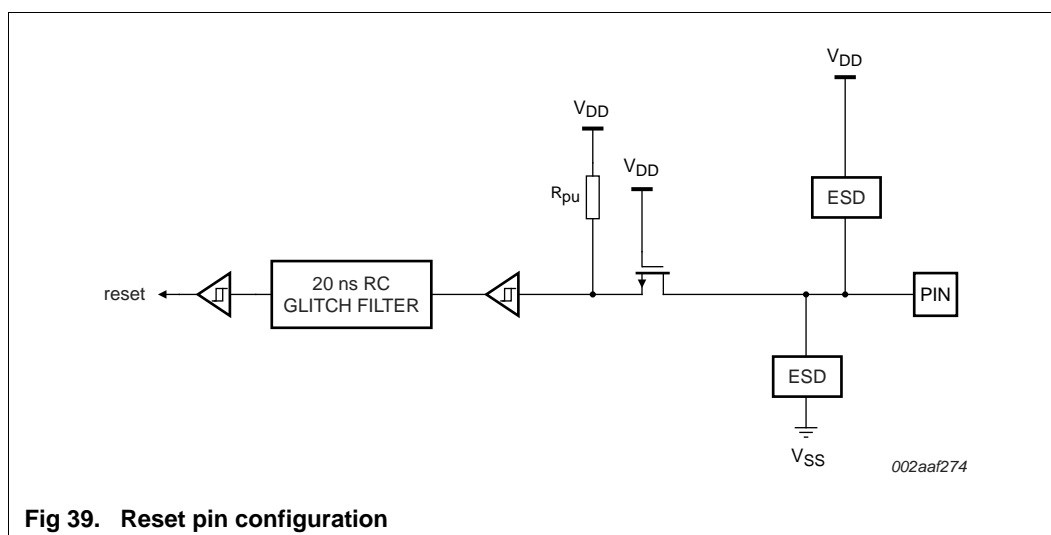 VDD
VDD
VDD
Rpu
ESD
reset
20 ns RC
GLITCH FILTER
PIN
ESD
VSS
002aaf274
Fig 39. Reset pin configuration